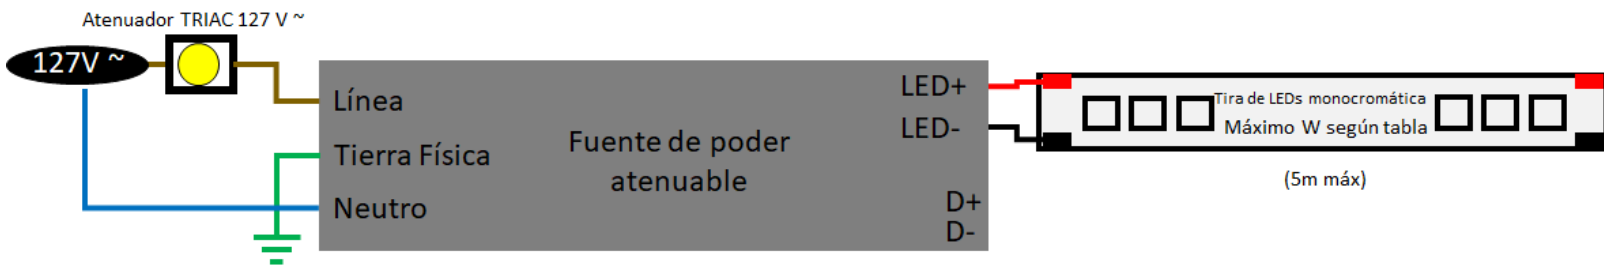 Atenuador TRIAC 127 V ~
127V ~
Línea
Tierra Física
Neutro
Fuente de poder
atenuable
LED+
LED-
D+
D-
Tira de LEDs monocromática
Máximo W según tabla
(5m máx)